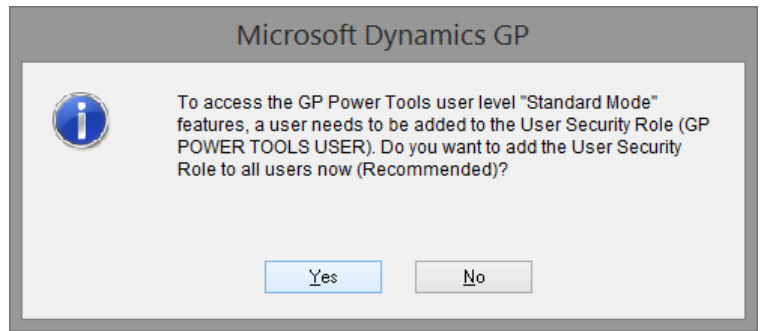 Microsoft Dynamics GP
To access the GP Power Tools user level "Standard Mode"
features, a user needs to be added to the User Security Role (GP
POWER TOOLS USER). Do you want to add the User Security
Role to all users now (Recommended)?
Yes No